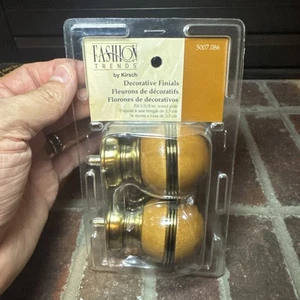 FASHION
TRENDS
by Kirsch
5007.086
Decorative Finials
Fleurons de décoratifs
Florones de decorativos